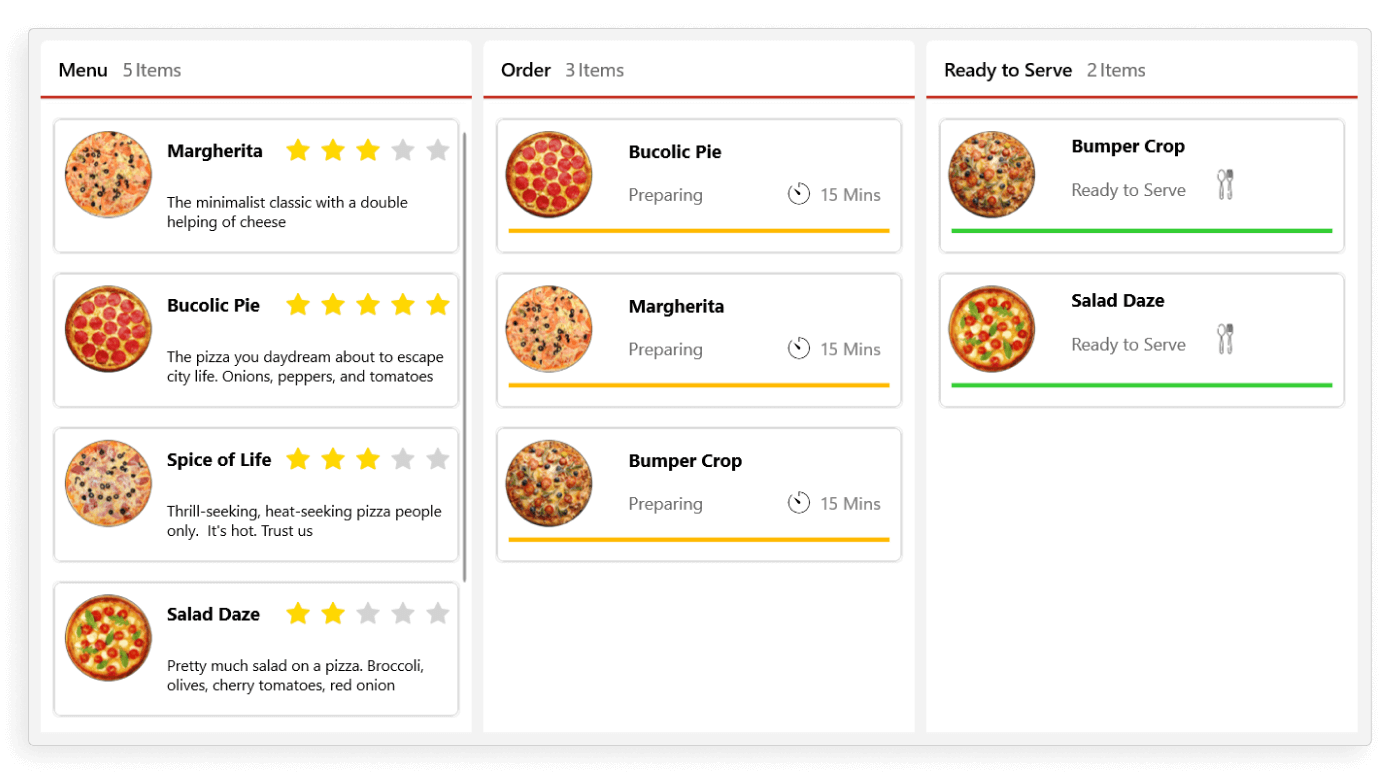 Menu 5 Items
Margherita
The minimalist classic with a double
helping of cheese
Bucolic Pie
The pizza you daydream about to escape
city life. Onions, peppers, and tomatoes
Spice of Life
Thrill-seeking, heat-seeking pizza people
only.  It's hot. Trust us
Salad Daze
Pretty much salad on a pizza. Broccoli,
olives, cherry tomatoes, red onion
Order 3 Items
Bucolic Pie
Preparing 15 Mins
Margherita
Preparing 15 Mins
Bumper Crop
Preparing 15 Mins
Ready to Serve 2 Items
Bumper Crop
Ready to Serve
Salad Daze
Ready to Serve